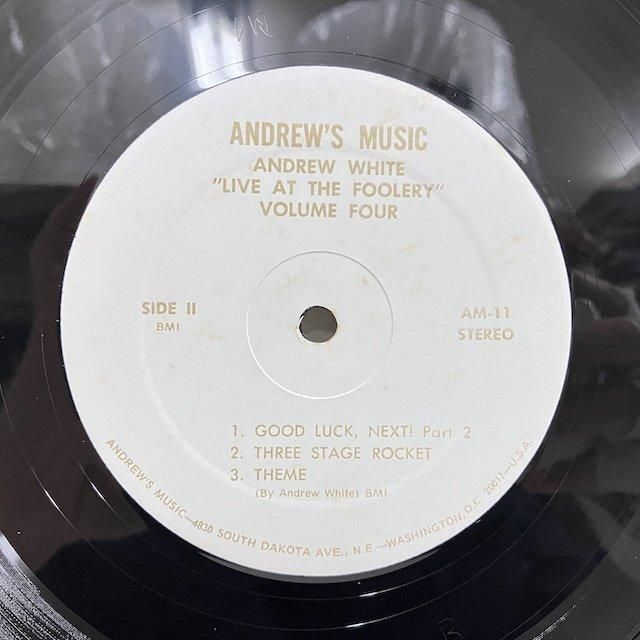 ANDREW'S MUSIC
ANDREW WHITE
"LIVE AT THE FOOLERY"
VOLUME FOUR
SIDE II
BMI
AM-11
STEREO
1. GOOD LUCK, NEXT! Part 2
2. THREE STAGE ROCKET
3. THEME
(By Andrew White) BMI
ANDREW'S MUSIC—4830 SOUTH DAKOTA AVE., N.E.—WASHINGTON, D.C. 20017—U.S.A.